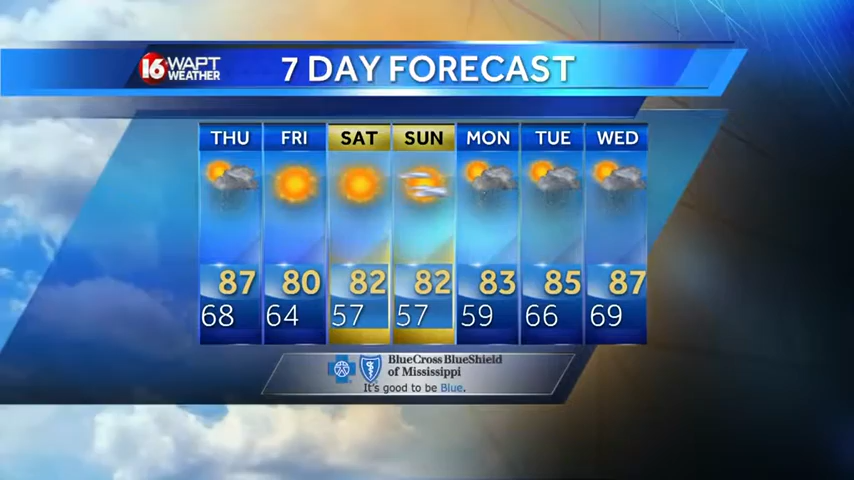 16 WAPT
WEATHER
7 DAY FORECAST
THU FRI SAT SUN MON TUE WED
87 80 82 82 83 85 87
68 64 57 57 59 66 69
BlueCross BlueShield
of Mississippi
It's good to be Blue.